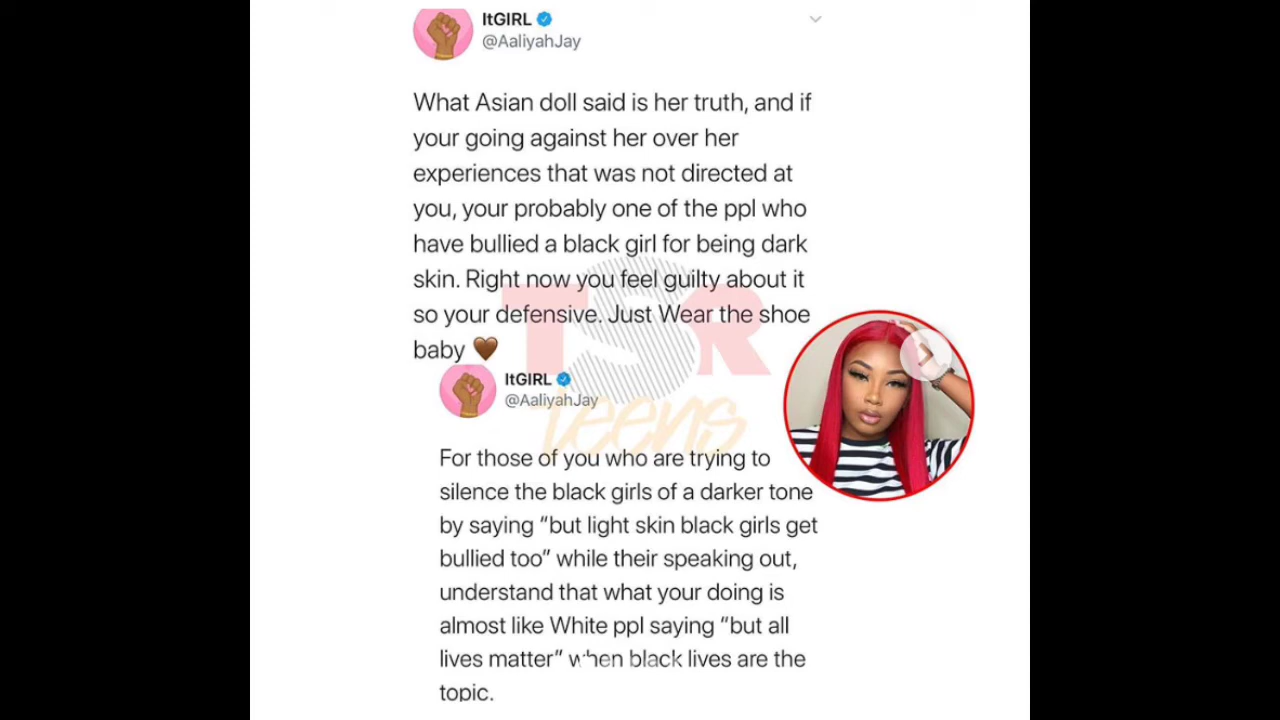 ItGIRL
@AaliyahJay
What Asian doll said is her truth, and if
your going against her over her
experiences that was not directed at
you, your probably one of the ppl who
have bullied a black girl for being dark
skin. Right now you feel guilty about it
so your defensive. Just Wear the shoe
baby 🤎
TSR
teens
ItGIRL
@AaliyahJay
For those of you who are trying to
silence the black girls of a darker tone
by saying “but light skin black girls get
bullied too” while their speaking out,
understand that what your doing is
almost like White ppl saying “but all
lives matter” when black lives are the
topic.